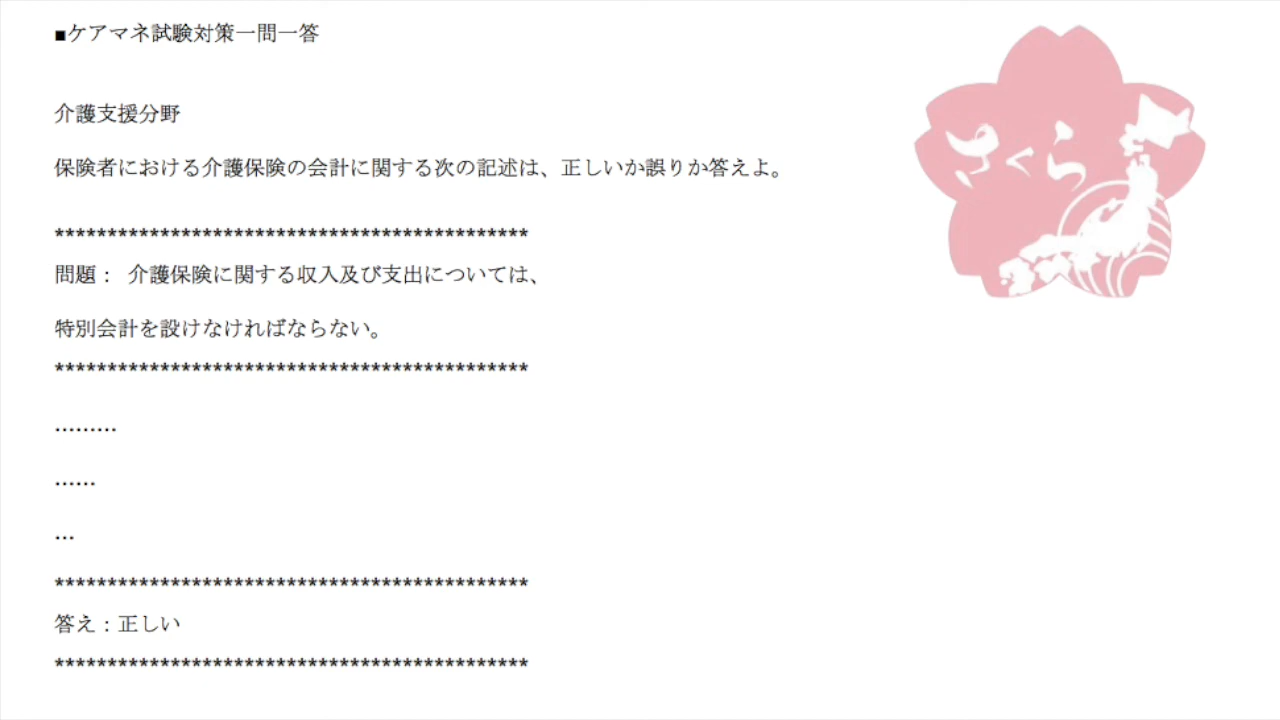 ■ケアマネ試験対策一問一答
介護支援分野
保険者における介護保険の会計に関する次の記述は、正しいか誤りか答えよ。
*********************************************
問題： 介護保険に関する収入及び支出については、
特別会計を設けなければならない。
*********************************************
………
……
…
*********************************************
答え：正しい
*********************************************
さくら